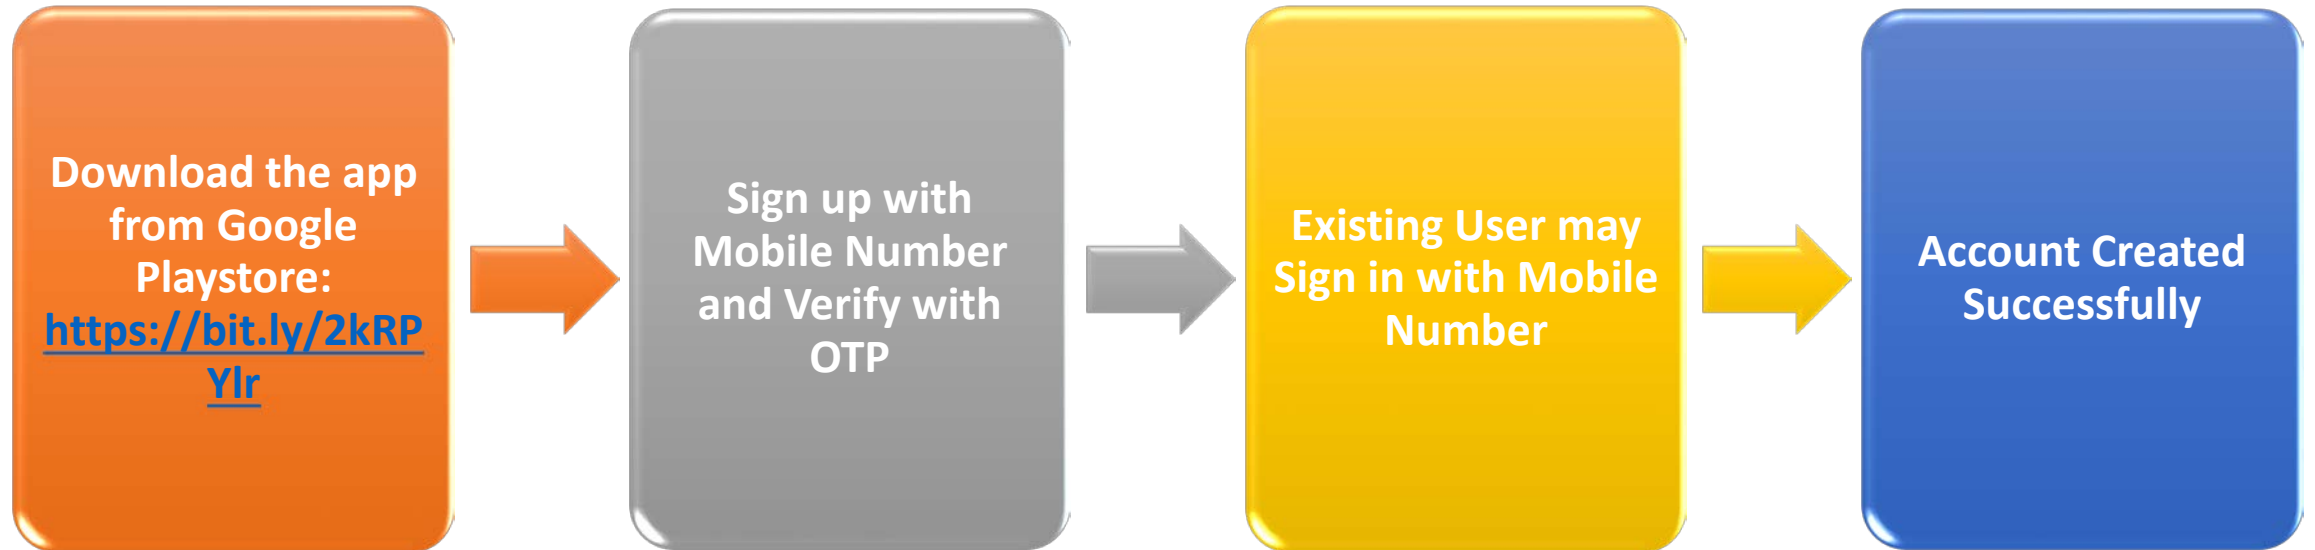 Download the app
from Google
Playstore:
https://bit.ly/2kRP
Ylr
Sign up with
Mobile Number
and Verify with
OTP
Existing User may
Sign in with Mobile
Number
Account Created
Successfully